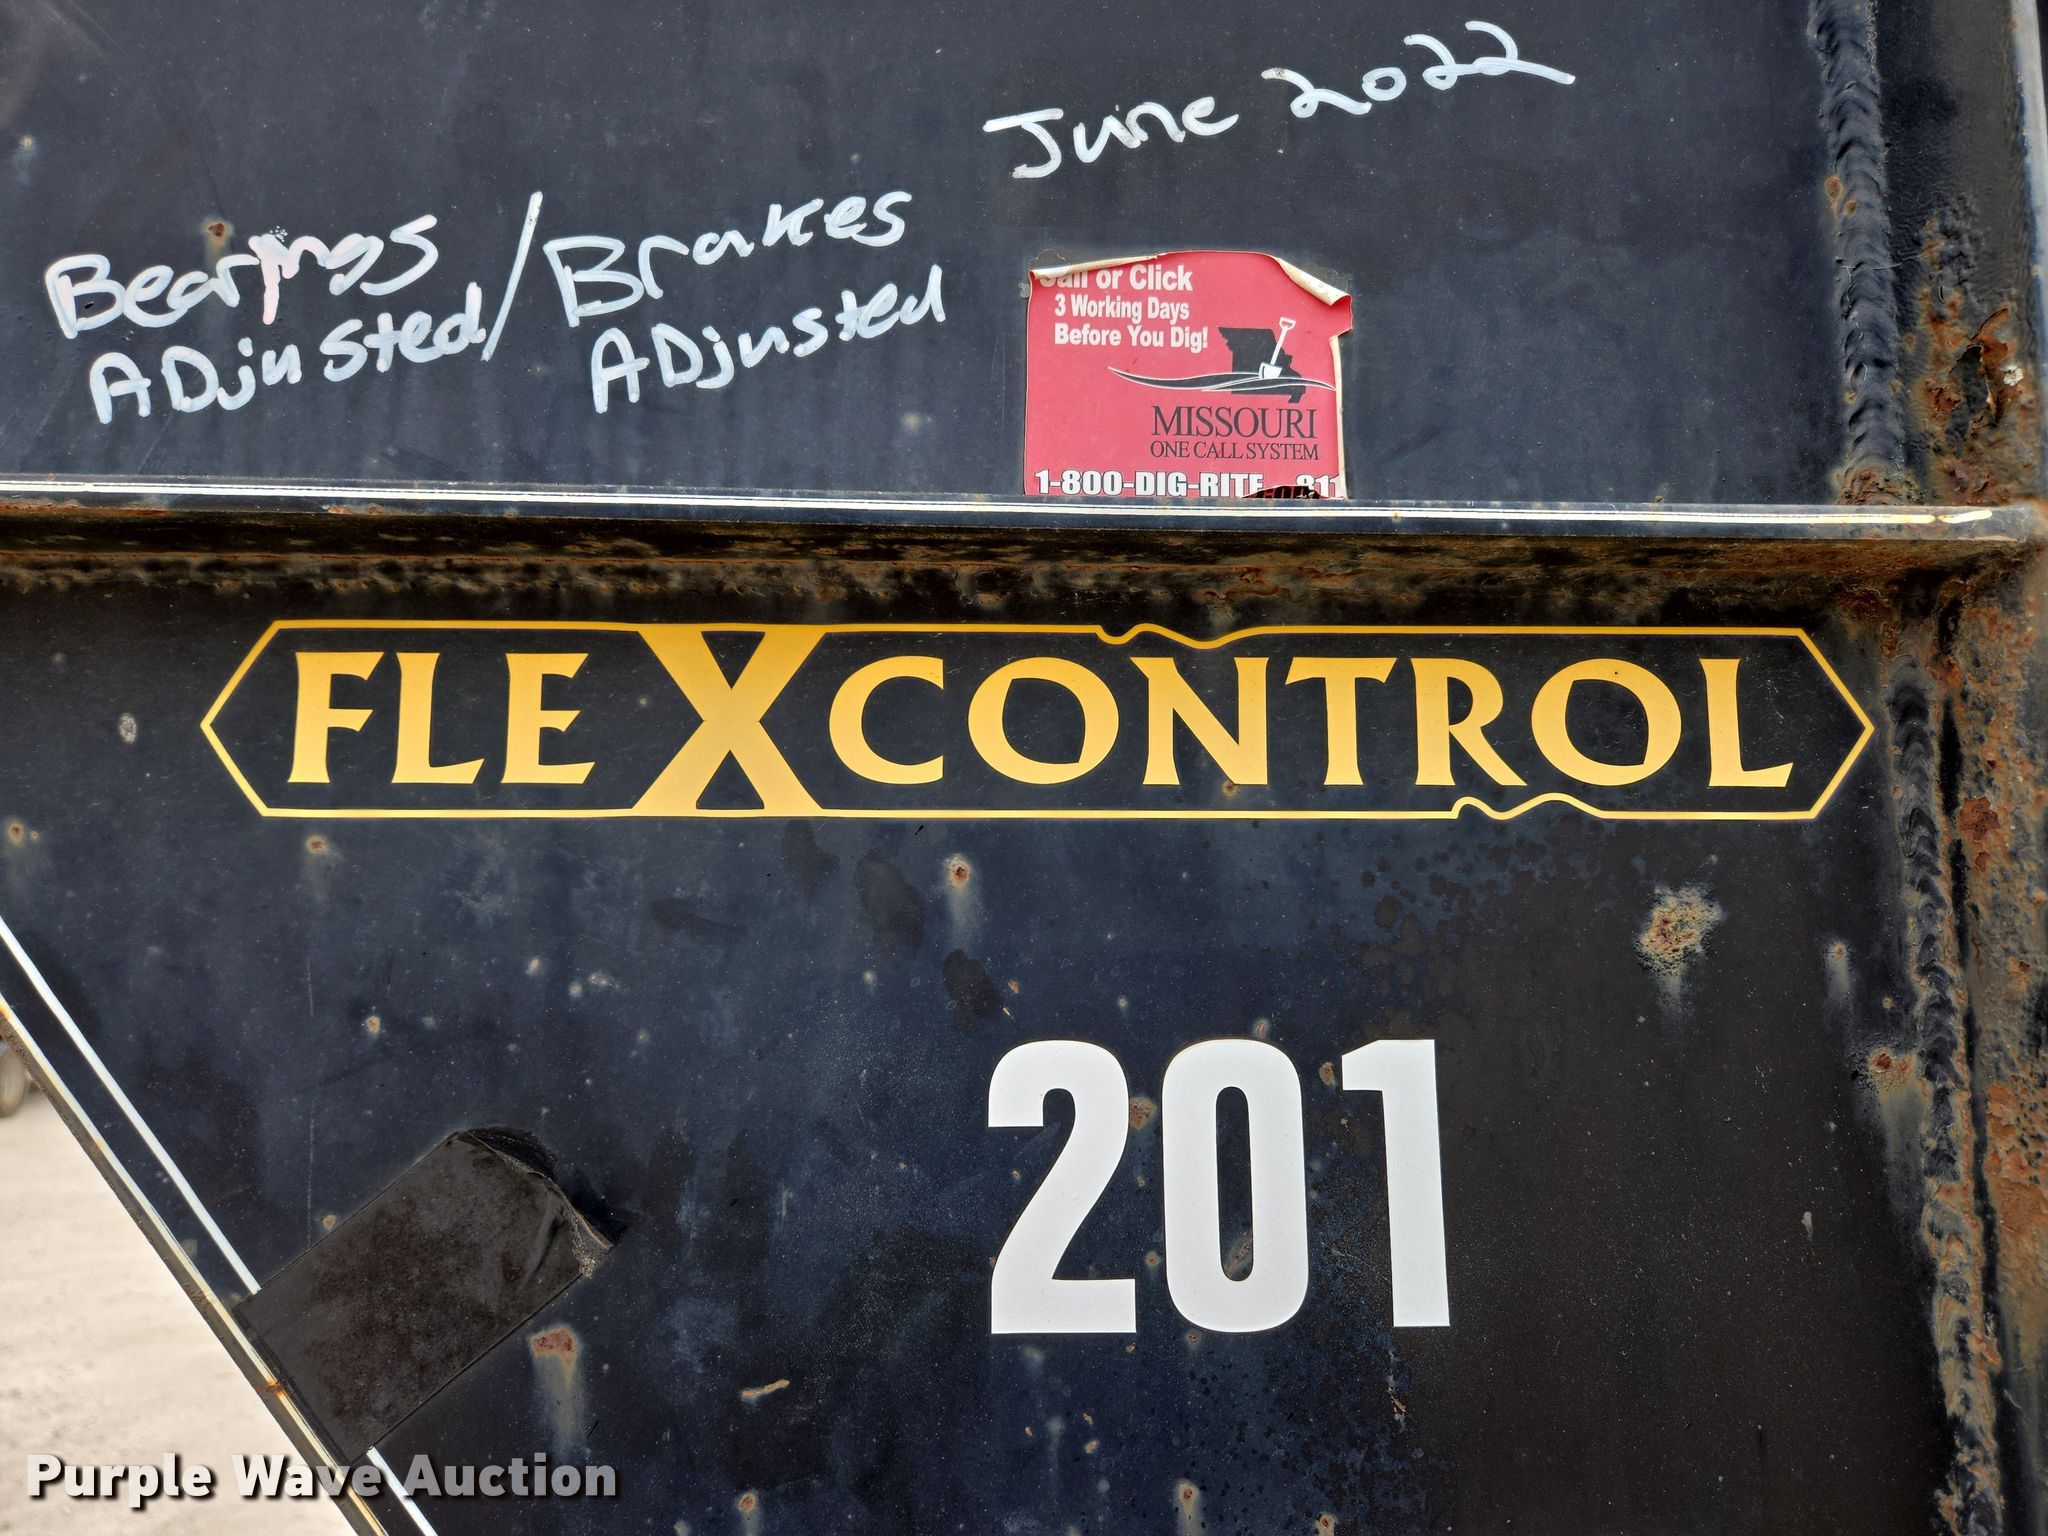 June 2022
Bearings / Brakes
ADjusted ADjusted
or Click
3 Working Days
Before You Dig!
MISSOURI
ONE CALL SYSTEM
1-800-DIG-RITE 811
FLEXCONTROL
201
Purple Wave Auction